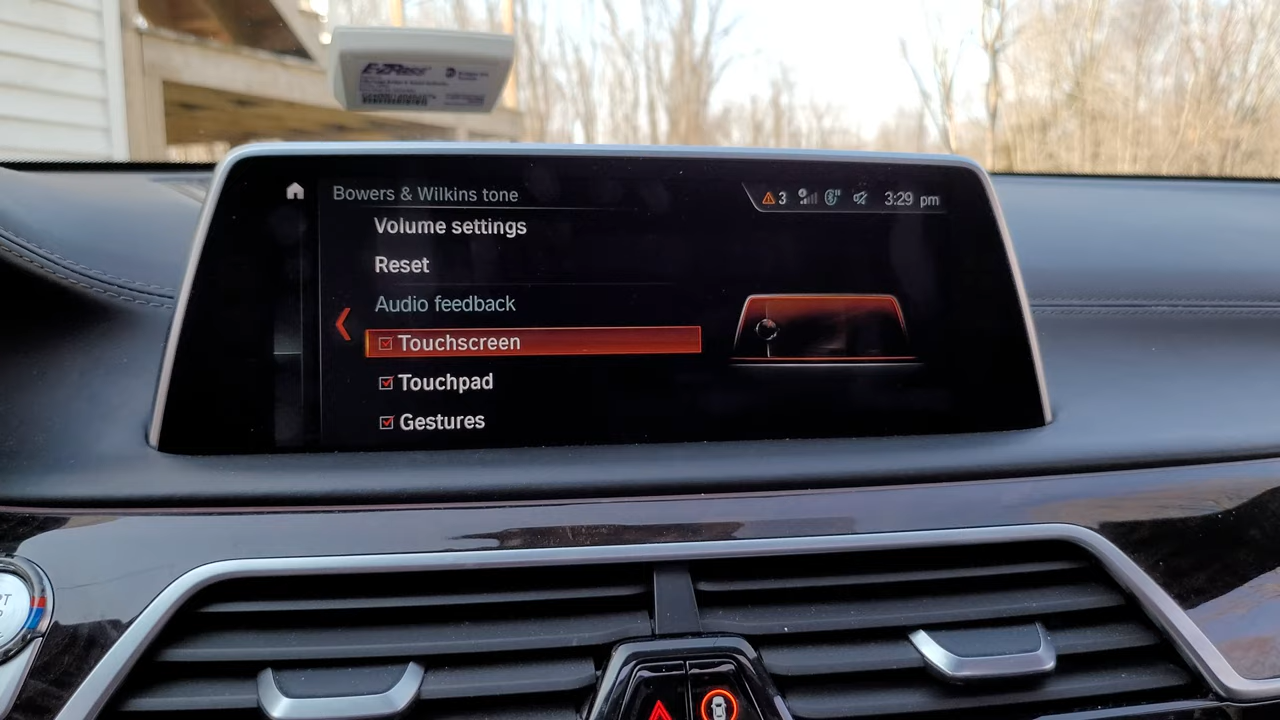 E-ZPass
Bowers & Wilkins tone
3
3:29 pm
Volume settings
Reset
Audio feedback
Touchscreen
Touchpad
Gestures